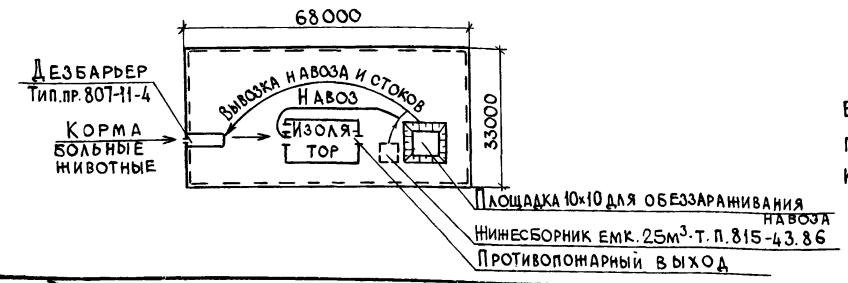 68000
ДЕЗБАРЬЕР
ТИП.ПР. 807-11-4
ВЫВОЗКА НАВОЗА И СТОКОВ
НАВОЗ
33000
КОРМА
БОЛЬНЫЕ
ЖИВОТНЫЕ
ИЗОЛЯ-
ТОР
ПЛОЩАДКА 10×10 ДЛЯ ОБЕЗЗАРАЖИВАНИЯ
НАВОЗА
ЖИЖЕСБОРНИК ЕМК. 25М³. Т. П. 815-43.86
ПРОТИВОПОЖАРНЫЙ ВЫХОД